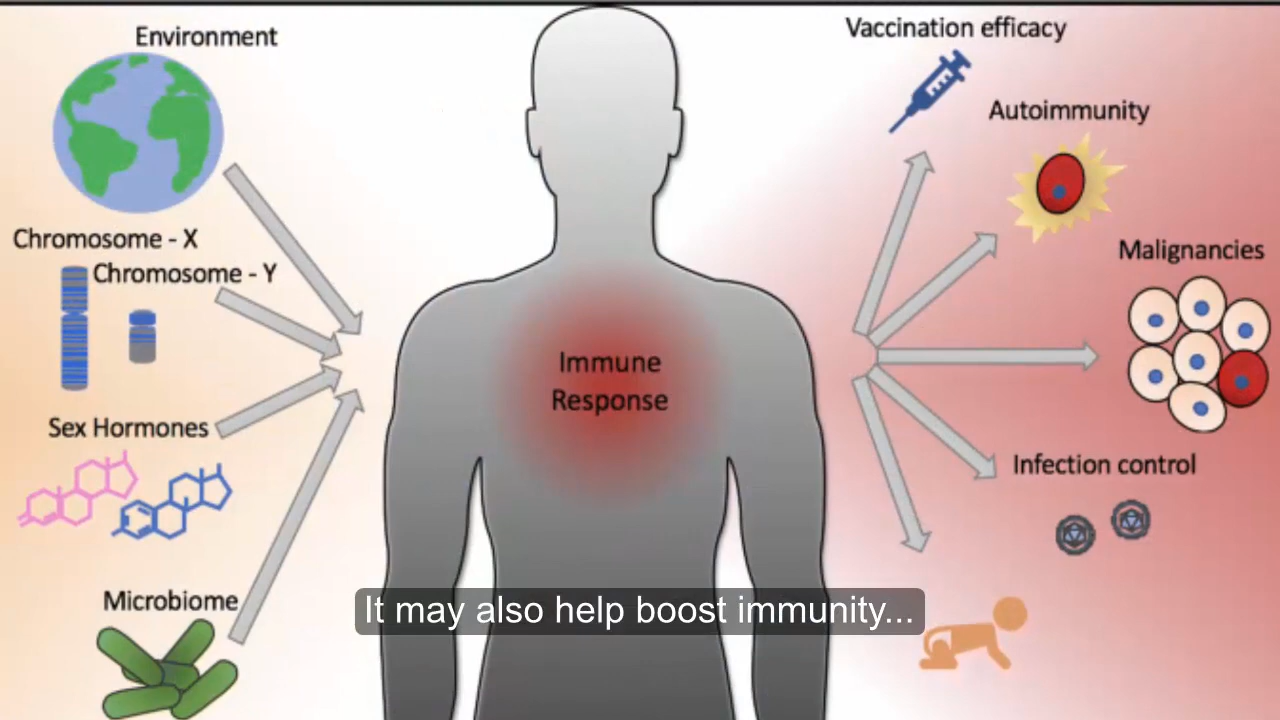 Environment
Chromosome - X
Chromosome - Y
Sex Hormones
Microbiome
Immune
Response
Vaccination efficacy
Autoimmunity
Malignancies
Infection control
It may also help boost immunity...